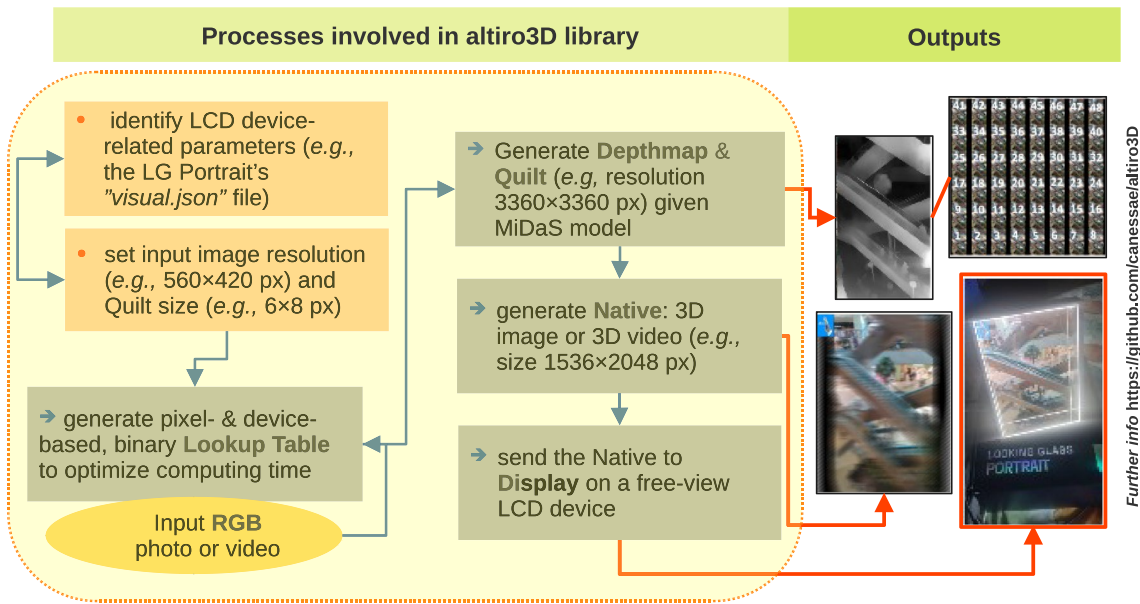 Processes involved in altiro3D library
Outputs
• identify LCD device-
related parameters (e.g.,
the LG Portrait's
"visual.json" file)
• set input image resolution
(e.g., 560×420 px) and
Quilt size (e.g., 6×8 px)
➔ generate pixel- & device-
based, binary Lookup Table
to optimize computing time
Input RGB
photo or video
➔ Generate Depthmap &
Quilt (e.g, resolution
3360×3360 px) given
MiDaS model
➔ generate Native: 3D
image or 3D video (e.g.,
size 1536×2048 px)
➔ send the Native to
Display on a free-view
LCD device
41 42 43 44 45 46 47 48
33 34 35 36 37 38 39 40
25 26 27 28 29 30 31 32
17 18 19 20 21 22 23 24
9 10 11 12 13 14 15 16
1 2 3 4 5 6 7 8
LOOKING GLASS
PORTRAIT
Further info https://github.com/canessae/altiro3D